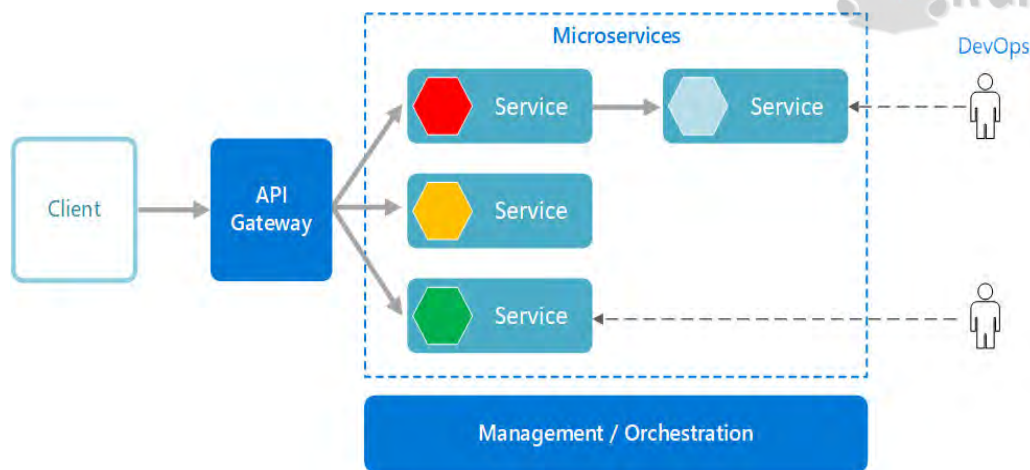 Microservices
DevOps
Service
Service
Client
API
Gateway
Service
Service
Management / Orchestration